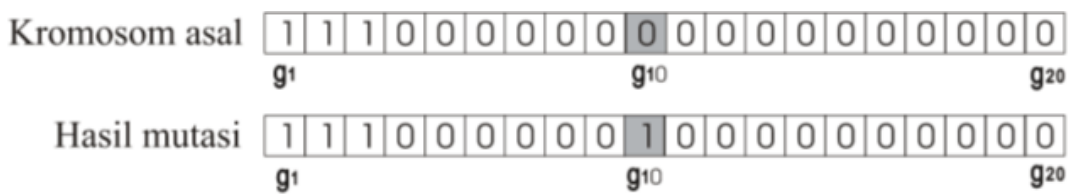 Kromosom asal 1 1 1 0 0 0 0 0 0 0 0 0 0 0 0 0 0 0 0 0
g1 g10 g20
Hasil mutasi 1 1 1 0 0 0 0 0 0 1 0 0 0 0 0 0 0 0 0 0
g1 g10 g20